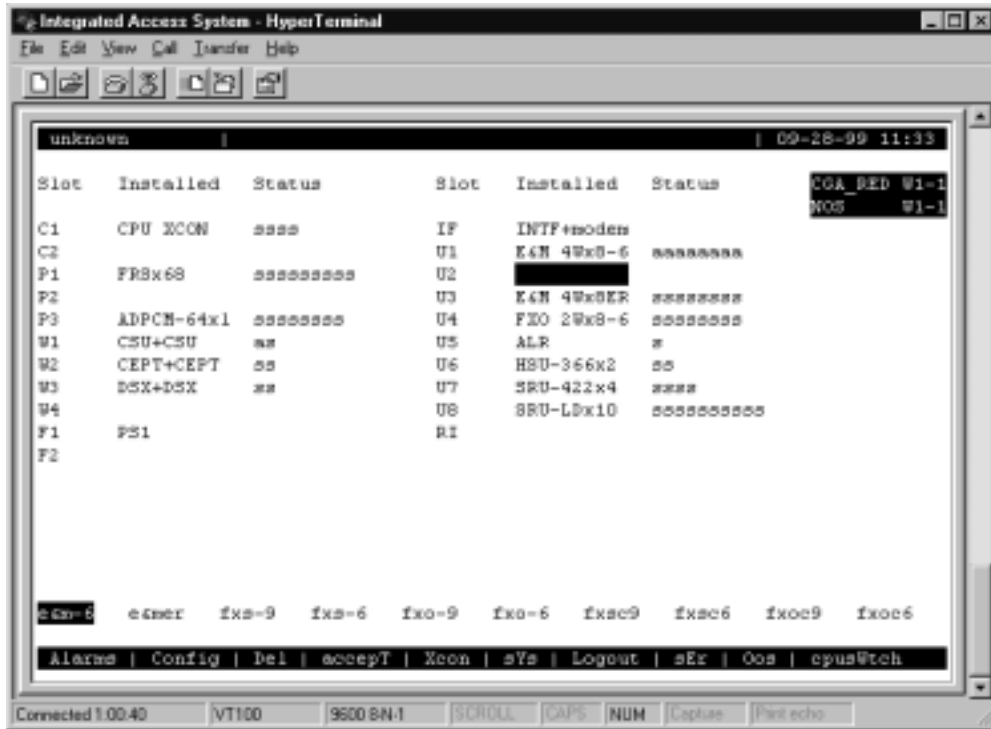 Integrated Access System - HyperTerminal
File Edit View Call Transfer Help
unknown | | 09-28-99 11:33
Slot Installed Status Slot Installed Status CGA_RED W1-1
NOS W1-1
C1 CPU XCON ssss IF INTF+modem
C2 U1 E&M 4Wx8-6 ssssssss
P1 FR8x68 sssssssss U2
P2 U3 E&M 4Wx8ER ssssssss
P3 ADPCM-64x1 ssssssss U4 FXO 2Wx8-6 ssssssss
W1 CSU+CSU ss U5 ALR s
W2 CEPT+CEPT ss U6 HSU-366x2 ss
W3 DSX+DSX ss U7 SRU-422x4 ssss
W4 U8 SRU-LDx10 ssssssssss
F1 PS1 RI
F2
e&m-6 e&mer fxs-9 fxs-6 fxo-9 fxo-6 fxsc9 fxsc6 fxoc9 fxoc6
Alarms | Config | Del | accepT | Xcon | sYs | Logout | sEr | Oos | cpusWtch
Connected 1:00:40 VT100 9600 8-N-1 SCROLL CAPS NUM Capture Print echo